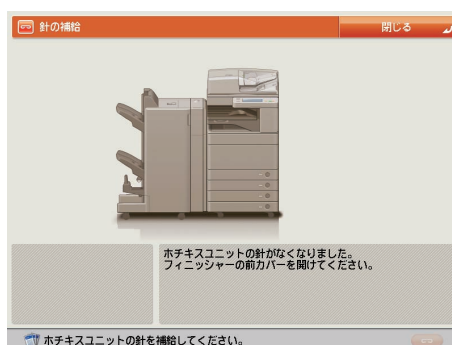 針の補給
閉じる
ホチキスユニットの針がなくなりました。
フィニッシャーの前カバーを開けてください。
ホチキスユニットの針を補給してください。